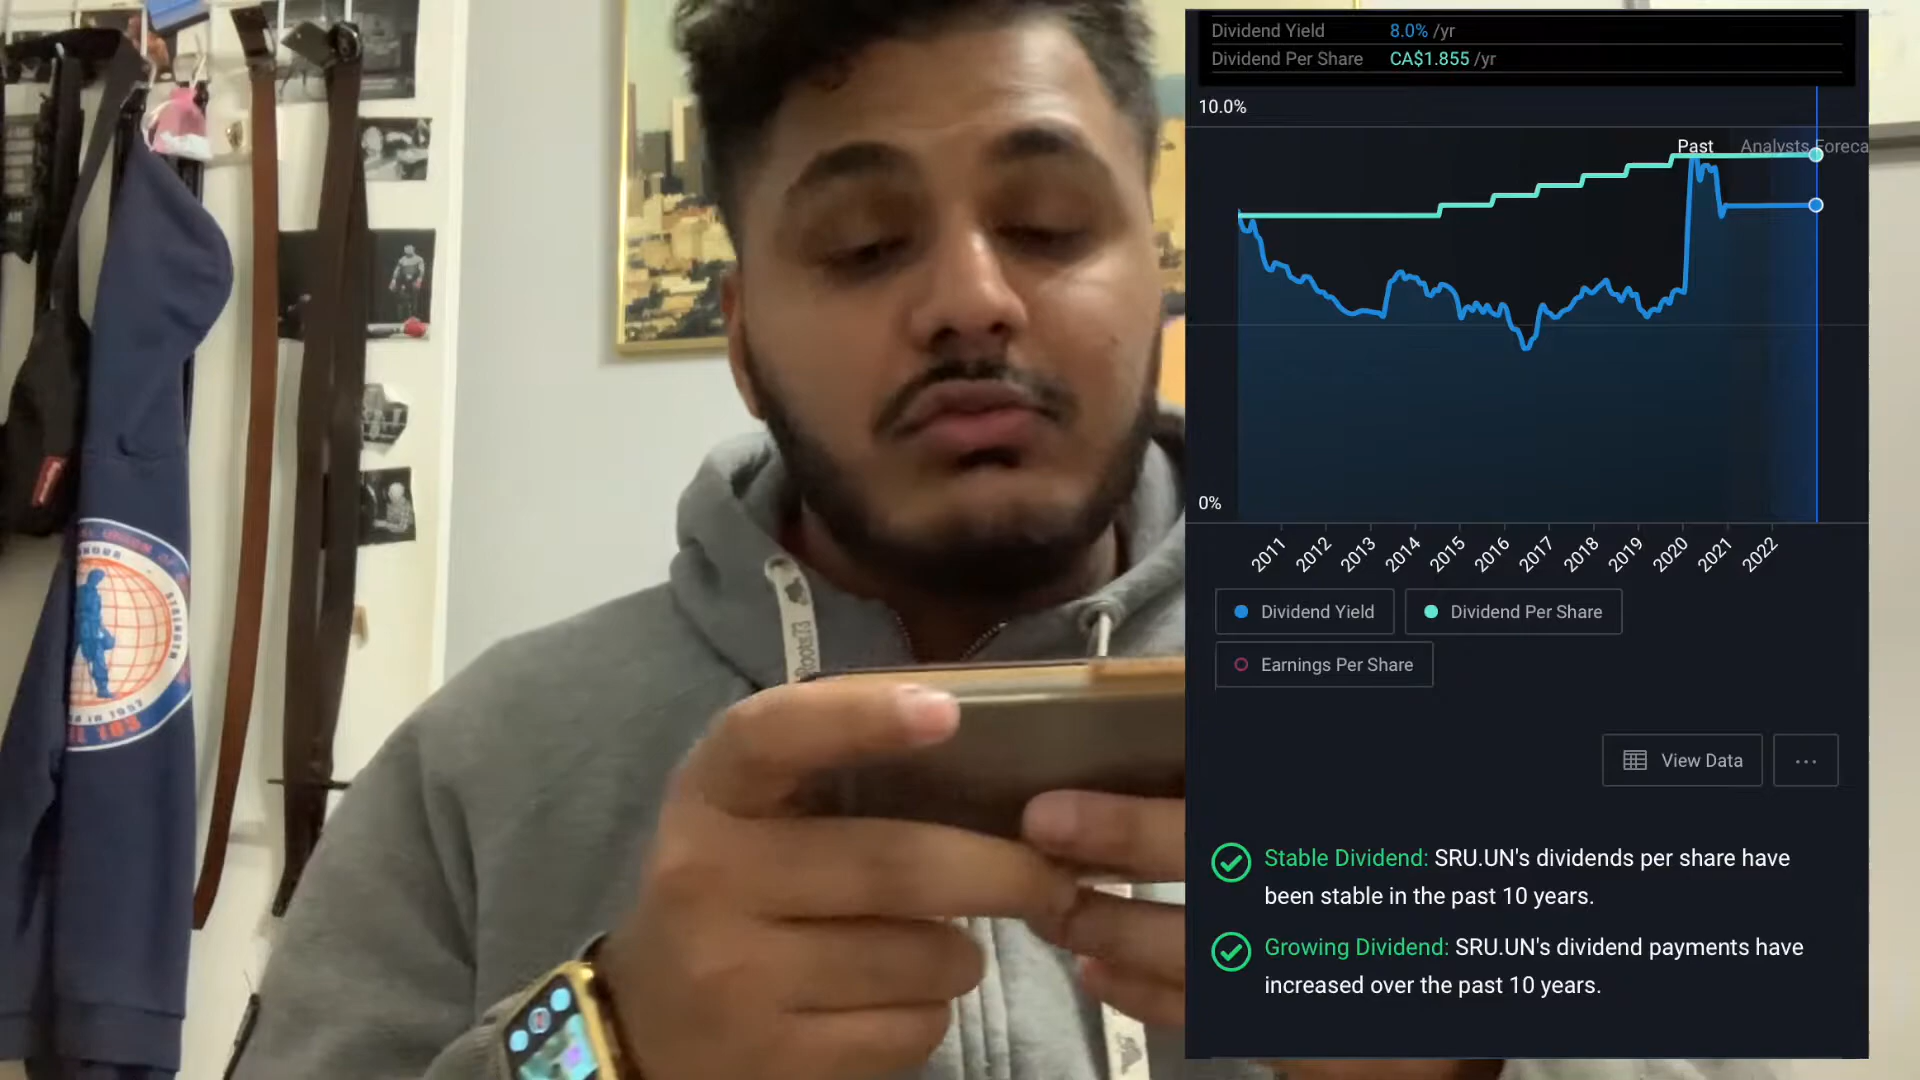 Dividend Yield 8.0% /yr
Dividend Per Share CA$1.855 /yr
10.0%
Past Analysts Foreca
0%
2011 2012 2013 2014 2015 2016 2017 2018 2019 2020 2021 2022
Dividend Yield Dividend Per Share
Earnings Per Share
View Data ...
Stable Dividend: SRU.UN's dividends per share have
been stable in the past 10 years.
Growing Dividend: SRU.UN's dividend payments have
increased over the past 10 years.
Roots73